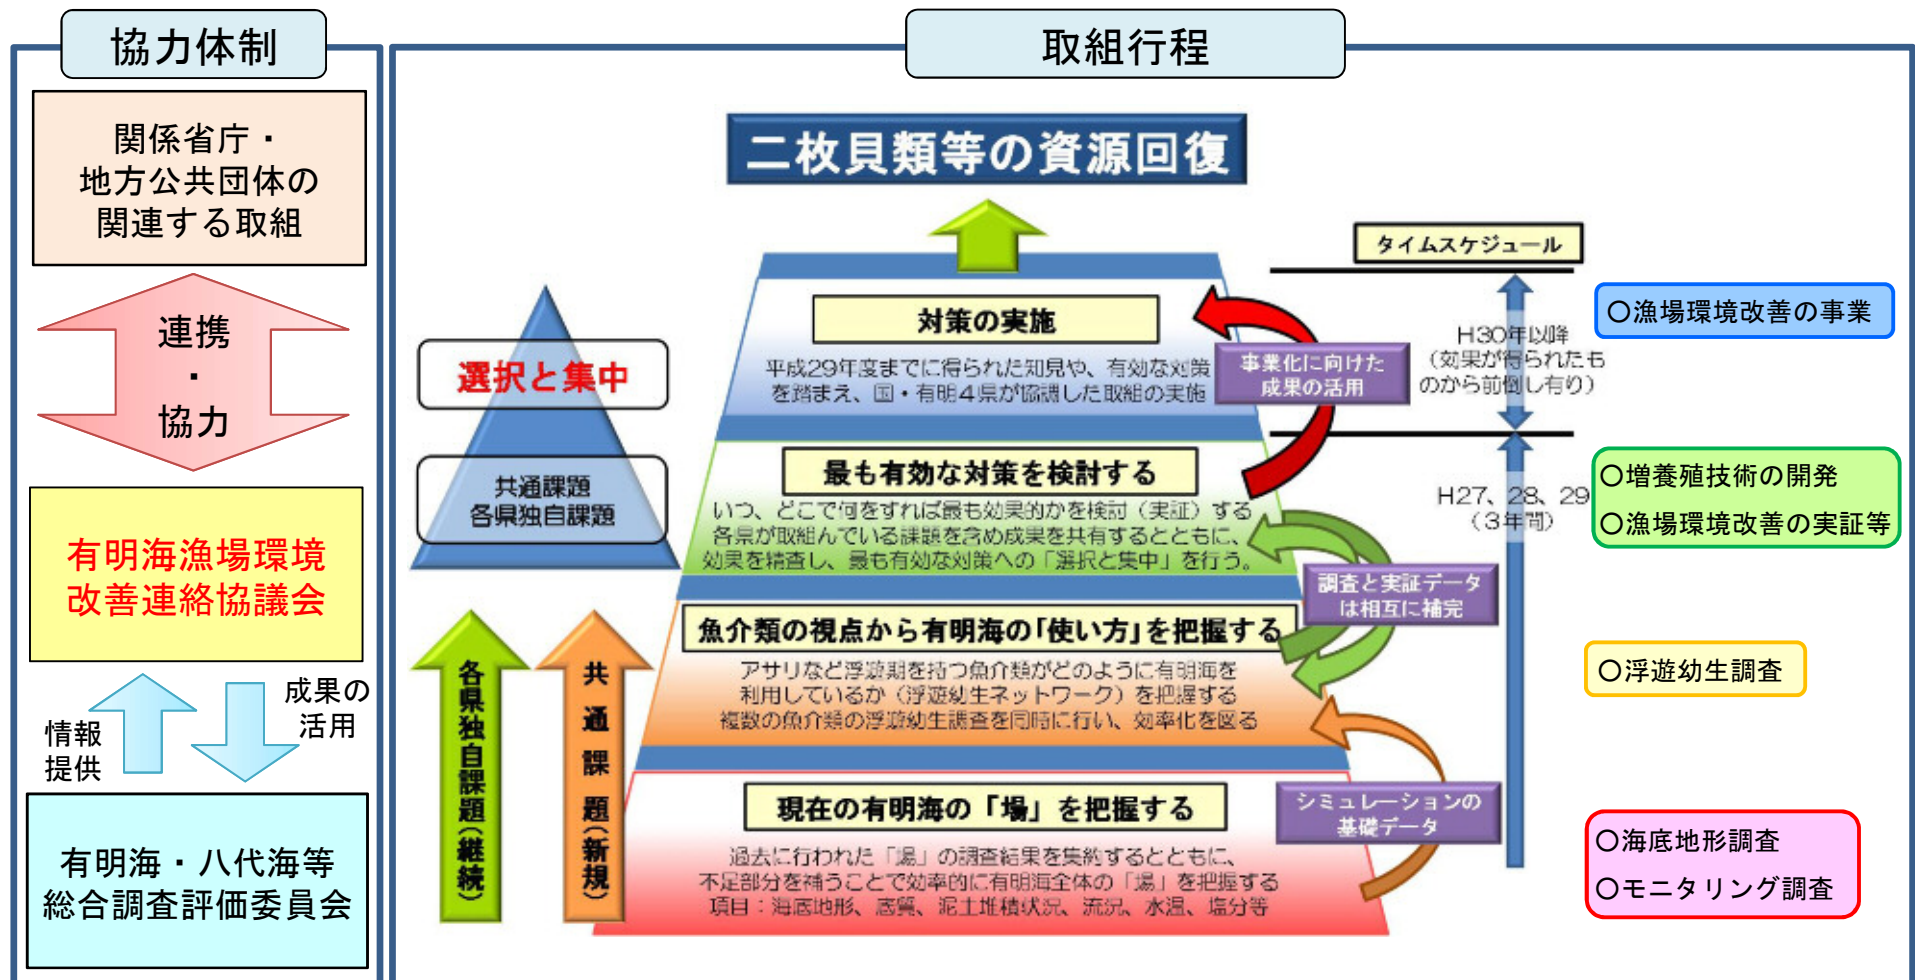 協力体制
関係省庁・
地方公共団体の
関連する取組
連携
・
協力
有明海漁場環境
改善連絡協議会
情報
提供
成果の
活用
有明海・八代海等
総合調査評価委員会
取組行程
二枚貝類等の資源回復
タイムスケジュール
対策の実施
平成29年度までに得られた知見や、有効な対策
を踏まえ、国・有明4県が協調した取組の実施
事業化に向けた
成果の活用
H30年以降
（効果が得られたも
のから前倒し有り）
○漁場環境改善の事業
選択と集中
共通課題
各県独自課題
最も有効な対策を検討する
いつ、どこで何をすれば最も効果的かを検討（実証）する
各県が取組んでいる課題を含め成果を共有するとともに、
効果を精査し、最も有効な対策への「選択と集中」を行う。
H27、28、29
（3年間）
○増養殖技術の開発
○漁場環境改善の実証等
調査と実証データ
は相互に補完
魚介類の視点から有明海の「使い方」を把握する
アサリなど浮遊期を持つ魚介類がどのように有明海を
利用しているか（浮遊幼生ネットワーク）を把握する
複数の魚介類の浮遊幼生調査を同時に行い、効率化を図る
○浮遊幼生調査
各県独自課題（継続）
共通課題（新規）
現在の有明海の「場」を把握する
過去に行われた「場」の調査結果を集約するとともに、
不足部分を補うことで効率的に有明海全体の「場」を把握する
項目：海底地形、底質、泥土堆積状況、流況、水温、塩分等
シミュレーションの
基礎データ
○海底地形調査
○モニタリング調査